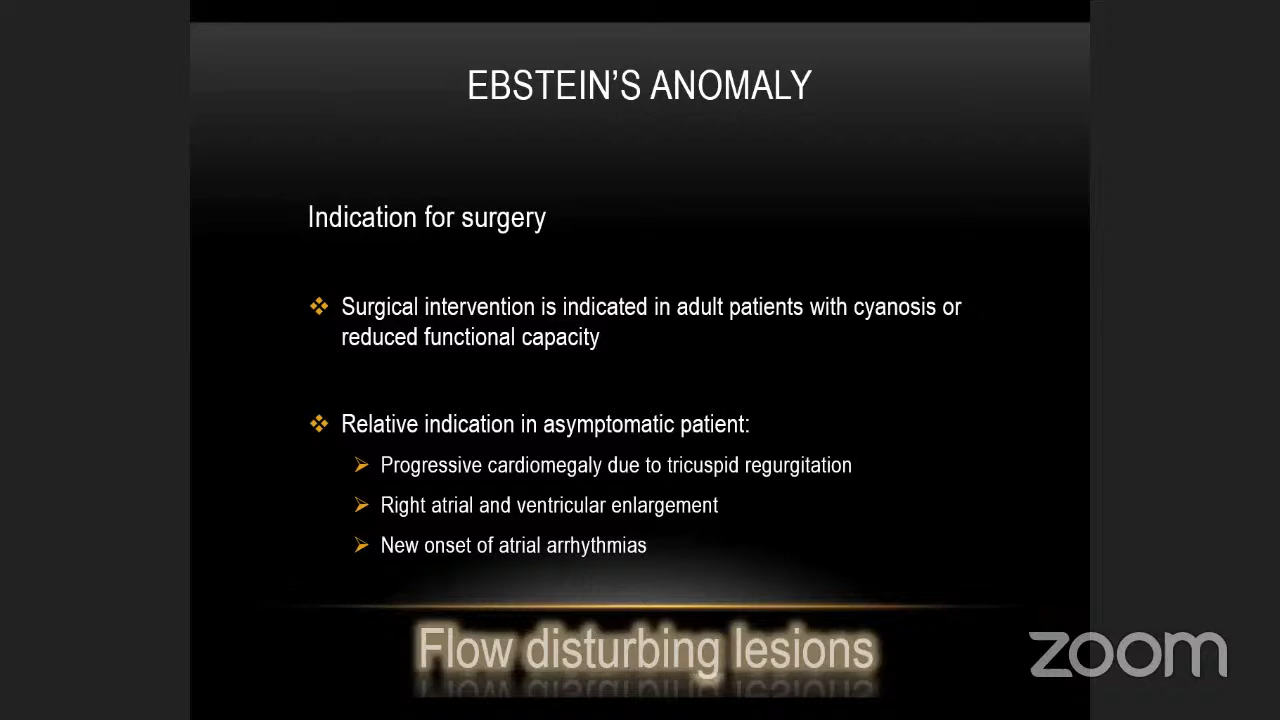 EBSTEIN'S ANOMALY
Indication for surgery
Surgical intervention is indicated in adult patients with cyanosis or
reduced functional capacity
Relative indication in asymptomatic patient:
Progressive cardiomegaly due to tricuspid regurgitation
Right atrial and ventricular enlargement
New onset of atrial arrhythmias
Flow disturbing lesions
zoom